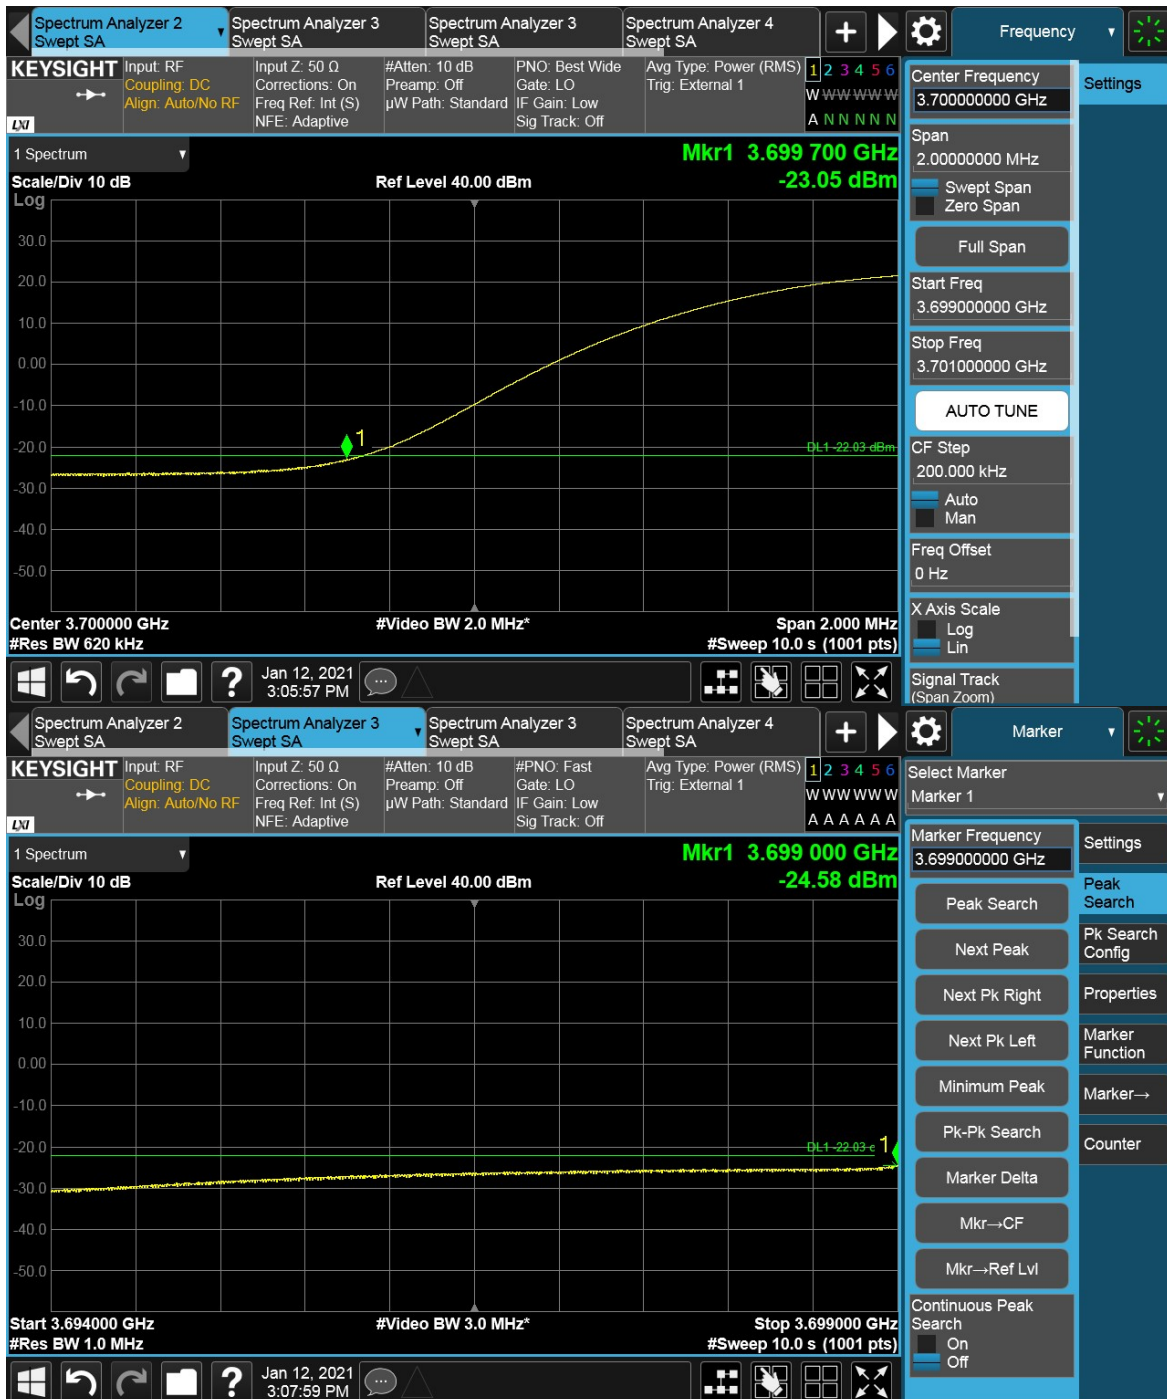 Spectrum Analyzer 2
Swept SA
Spectrum Analyzer 3
Swept SA
Spectrum Analyzer 3
Swept SA
Spectrum Analyzer 4
Swept SA
+
Frequency
KEYSIGHT
LXI
Input: RF
Coupling: DC
Align: Auto/No RF
Input Z: 50 Ω
Corrections: On
Freq Ref: Int (S)
NFE: Adaptive
#Atten: 10 dB
Preamp: Off
µW Path: Standard
PNO: Best Wide
Gate: LO
IF Gain: Low
Sig Track: Off
Avg Type: Power (RMS)
Trig: External 1
1 2 3 4 5 6
W W W W W W
A N N N N N
1 Spectrum
Mkr1 3.699 700 GHz
Scale/Div 10 dB
Ref Level 40.00 dBm
-23.05 dBm
Log
30.0
20.0
10.0
0.00
-10.0
-20.0
-30.0
-40.0
-50.0
1
DL1 -22.03 dBm
Center 3.700000 GHz
#Video BW 2.0 MHz*
Span 2.000 MHz
#Res BW 620 kHz
#Sweep 10.0 s (1001 pts)
Center Frequency
3.700000000 GHz
Settings
Span
2.00000000 MHz
Swept Span
Zero Span
Full Span
Start Freq
3.699000000 GHz
Stop Freq
3.701000000 GHz
AUTO TUNE
CF Step
200.000 kHz
Auto
Man
Freq Offset
0 Hz
X Axis Scale
Log
Lin
Signal Track
(Span Zoom)
?
Jan 12, 2021
3:05:57 PM
Spectrum Analyzer 2
Swept SA
Spectrum Analyzer 3
Swept SA
Spectrum Analyzer 3
Swept SA
Spectrum Analyzer 4
Swept SA
+
Marker
KEYSIGHT
LXI
Input: RF
Coupling: DC
Align: Auto/No RF
Input Z: 50 Ω
Corrections: On
Freq Ref: Int (S)
NFE: Adaptive
#Atten: 10 dB
Preamp: Off
µW Path: Standard
#PNO: Fast
Gate: LO
IF Gain: Low
Sig Track: Off
Avg Type: Power (RMS)
Trig: External 1
1 2 3 4 5 6
W W W W W W
A A A A A A
1 Spectrum
Mkr1 3.699 000 GHz
Scale/Div 10 dB
Ref Level 40.00 dBm
-24.58 dBm
Log
30.0
20.0
10.0
0.00
-10.0
-20.0
-30.0
-40.0
-50.0
DL1 -22.03
1
Start 3.694000 GHz
#Video BW 3.0 MHz*
Stop 3.699000 GHz
#Res BW 1.0 MHz
#Sweep 10.0 s (1001 pts)
Select Marker
Marker 1
Marker Frequency
3.699000000 GHz
Settings
Peak Search
Peak
Search
Next Peak
Pk Search
Config
Next Pk Right
Properties
Next Pk Left
Marker
Function
Minimum Peak
Marker→
Pk-Pk Search
Counter
Marker Delta
Mkr→CF
Mkr→Ref Lvl
Continuous Peak
Search
On
Off
?
Jan 12, 2021
3:07:59 PM